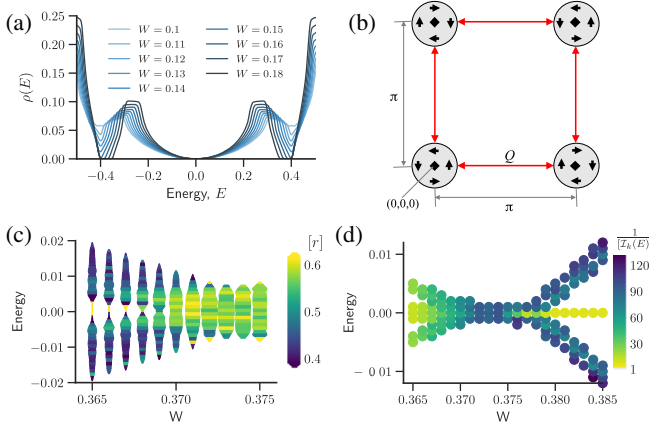 (a)
W = 0.1
W = 0.11
W = 0.12
W = 0.13
W = 0.14
W = 0.15
W = 0.16
W = 0.17
W = 0.18
ρ(E)
0.25
0.20
0.15
0.10
0.05
0.00
−0.4
−0.2
0.0
0.2
0.4
Energy, E
(b)
π
Q
(0,0,0)
π
(c)
[r]
Energy
0.02
0.01
0.00
−0.01
−0.02
0.365
0.370
0.375
W
0.6
0.5
0.4
(d)
1
[I_k(E)]
Energy
0.01
0.00
−0.01
0.365
0.370
0.375
0.380
0.385
W
120
90
60
30
1